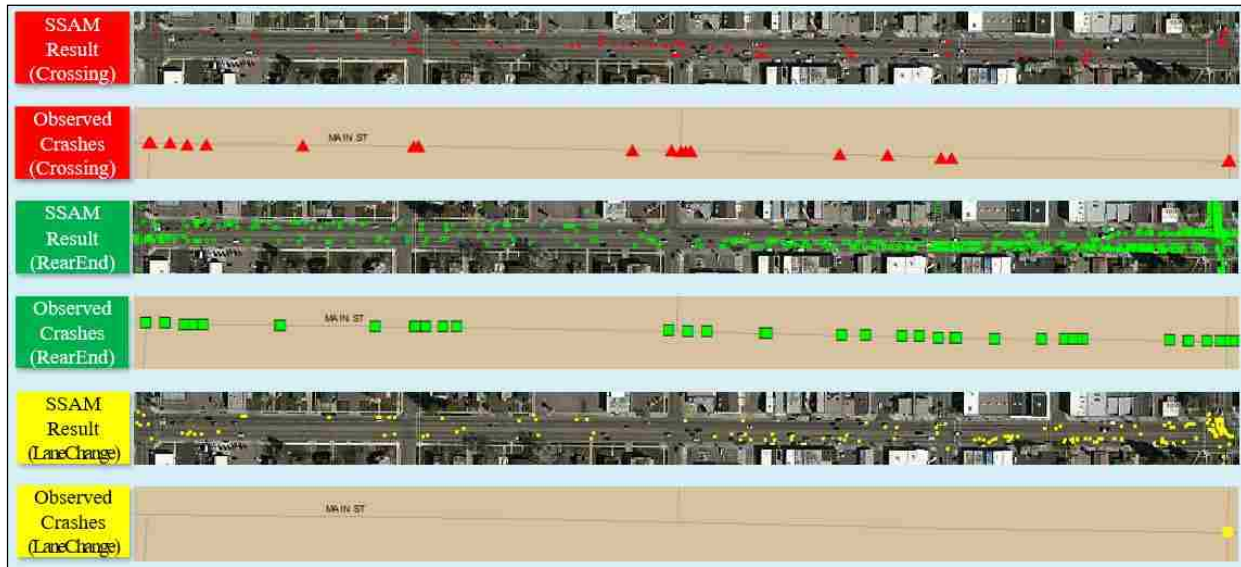 SSAM
Result
(Crossing)
Observed
Crashes
(Crossing)
MAIN ST
SSAM
Result
(RearEnd)
Observed
Crashes
(RearEnd)
MAIN ST
SSAM
Result
(LaneChange)
Observed
Crashes
(LaneChange)
MAIN ST